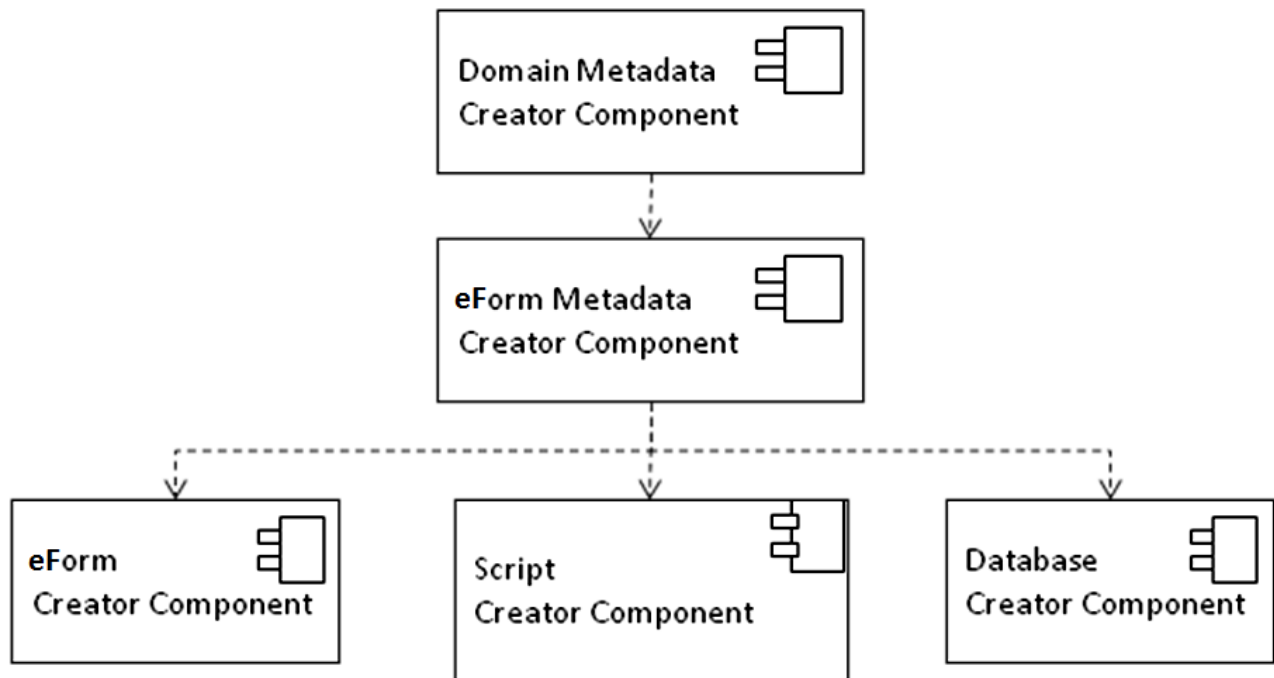 Domain Metadata
Creator Component
eForm Metadata
Creator Component
eForm
Creator Component
Script
Creator Component
Database
Creator Component